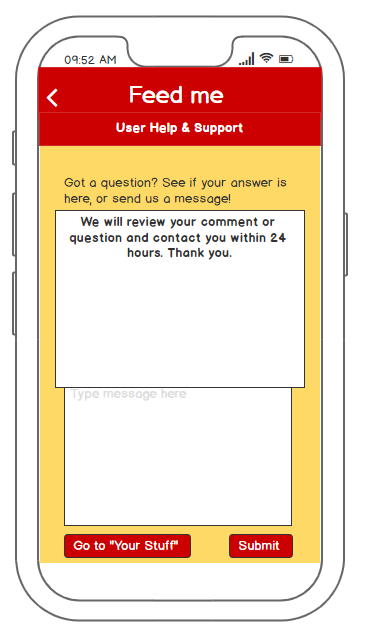 09:52 AM
Feed me
User Help & Support
Got a question? See if your answer is
here, or send us a message!
We will review your comment or
question and contact you within 24
hours. Thank you.
Type message here
Go to "Your Stuff"
Submit